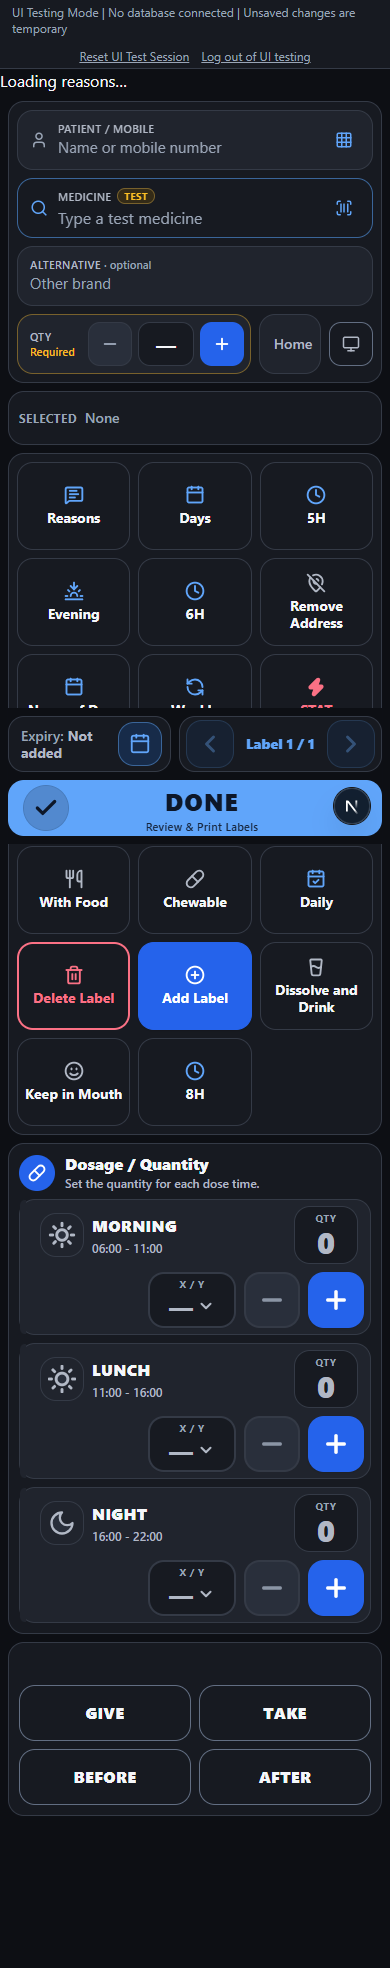 UI Testing Mode | No database connected | Unsaved changes are
temporary
Reset UI Test Session Log out of UI testing
Loading reasons...
PATIENT / MOBILE
Name or mobile number
MEDICINE TEST
Type a test medicine
ALTERNATIVE · optional
Other brand
QTY
Required
— Home
SELECTED None
Reasons Days 5H
Evening 6H Remove
Address
Expiry: Not
added
Label 1 / 1
DONE
Review & Print Labels
N
With Food Chewable Daily
Delete Label Add Label Dissolve and
Drink
Keep in Mouth 8H
Dosage / Quantity
Set the quantity for each dose time.
MORNING
06:00 - 11:00
QTY
0
X / Y
—
LUNCH
11:00 - 16:00
QTY
0
X / Y
—
NIGHT
16:00 - 22:00
QTY
0
X / Y
—
GIVE TAKE
BEFORE AFTER